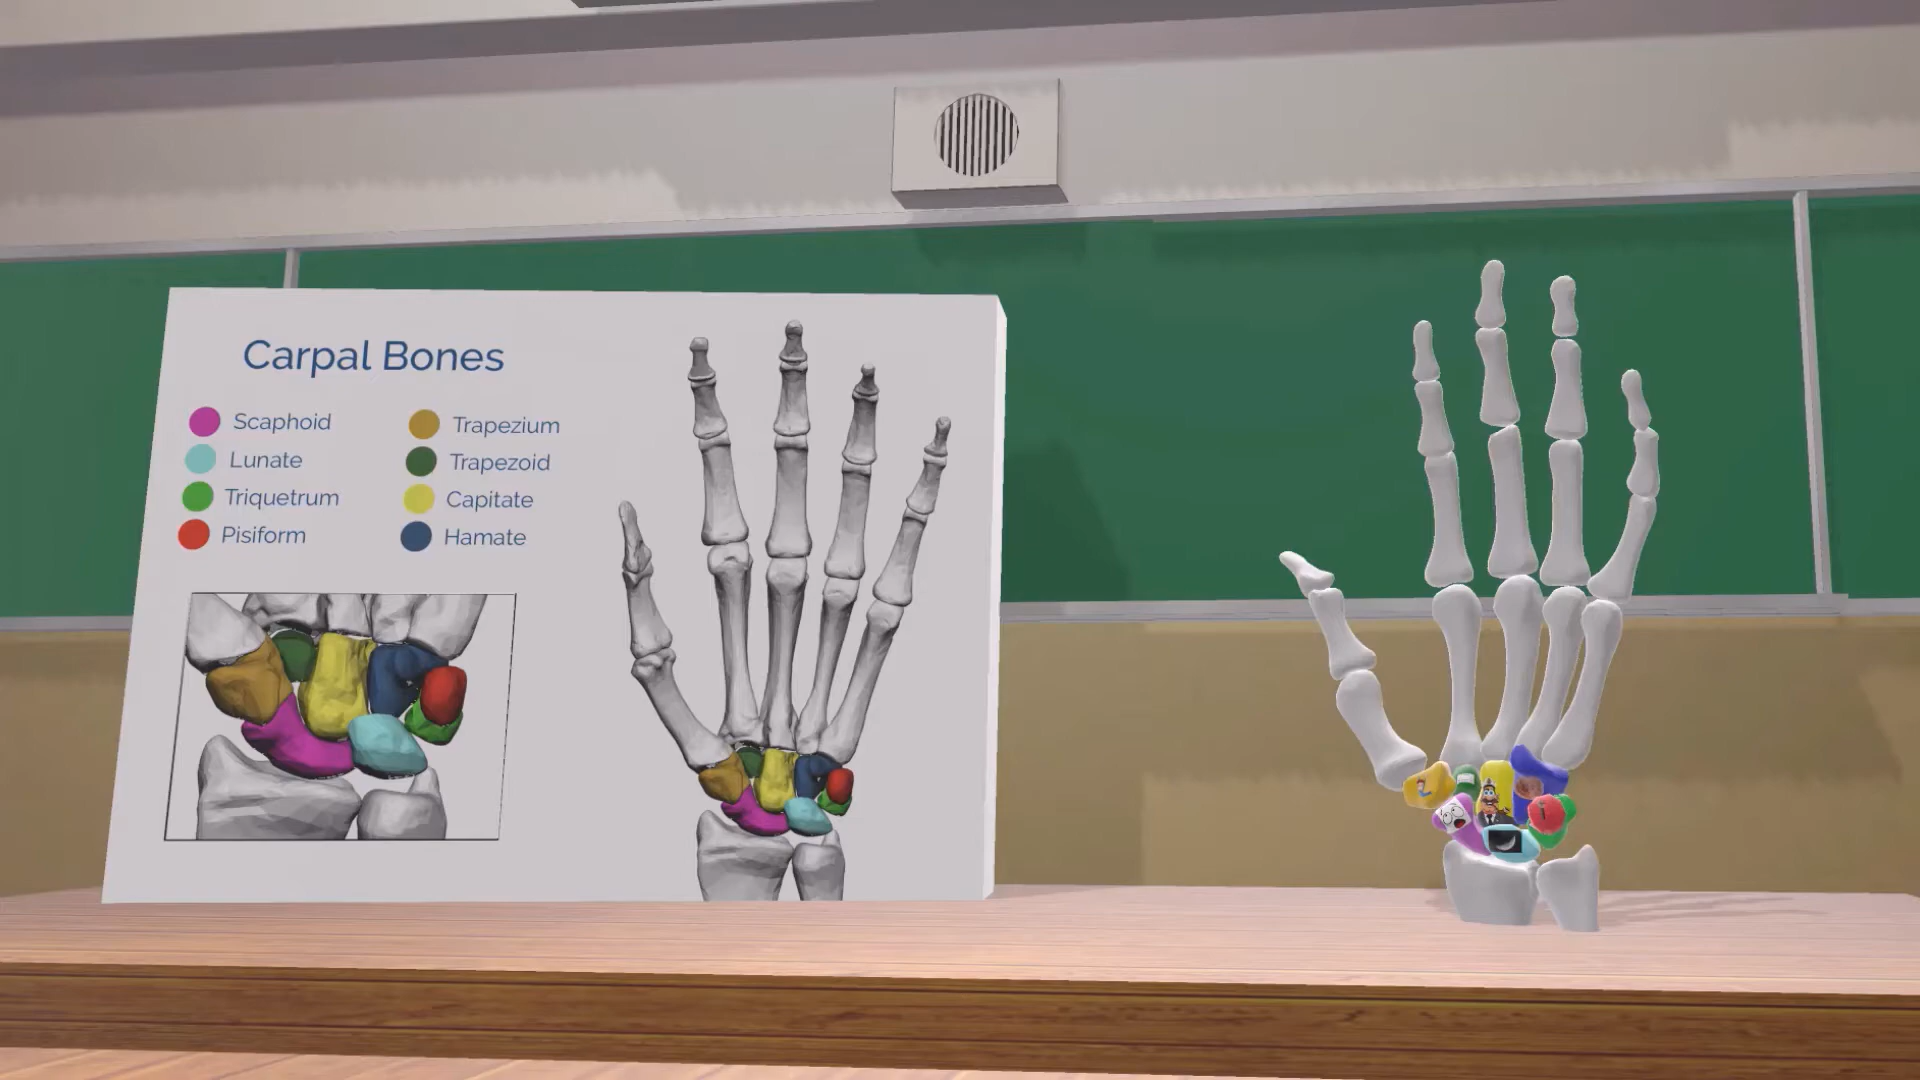 Carpal Bones
Scaphoid
Lunate
Triquetrum
Pisiform
Trapezium
Trapezoid
Capitate
Hamate